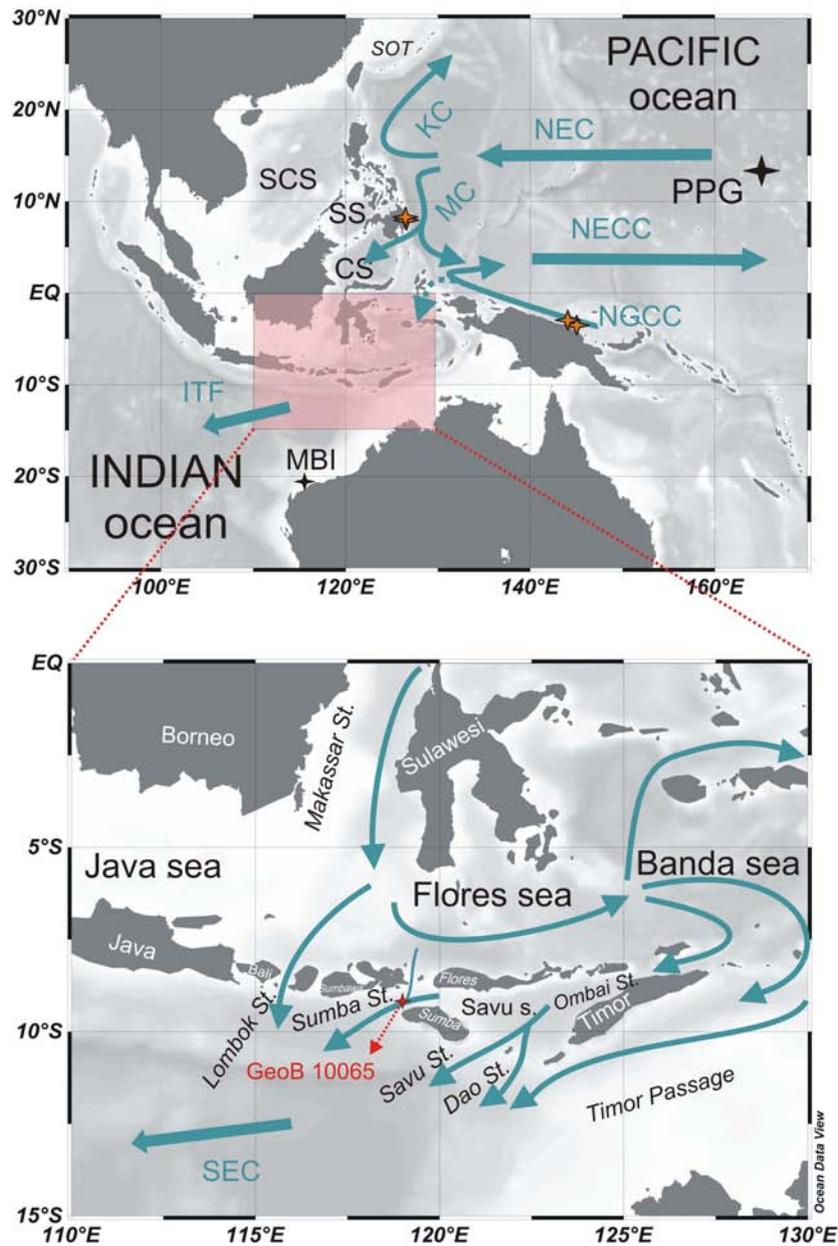 30°N
20°N
10°N
EQ
10°S
20°S
30°S
SOT
PACIFIC
ocean
KC
NEC
PPG
SCS
SS
MC
NECC
CS
NGCC
ITF
MBI
INDIAN
ocean
100°E
120°E
140°E
160°E
EQ
5°S
10°S
15°S
Borneo
Makassar St.
Sulawesi
Java sea
Flores sea
Banda sea
Java
Bali
Sumbawa
Flores
Lombok St.
Sumba St.
Sumba
Savu s.
Ombai St.
Timor
GeoB 10065
Savu St.
Dao St.
Timor Passage
SEC
Ocean Data View
110°E
115°E
120°E
125°E
130°E